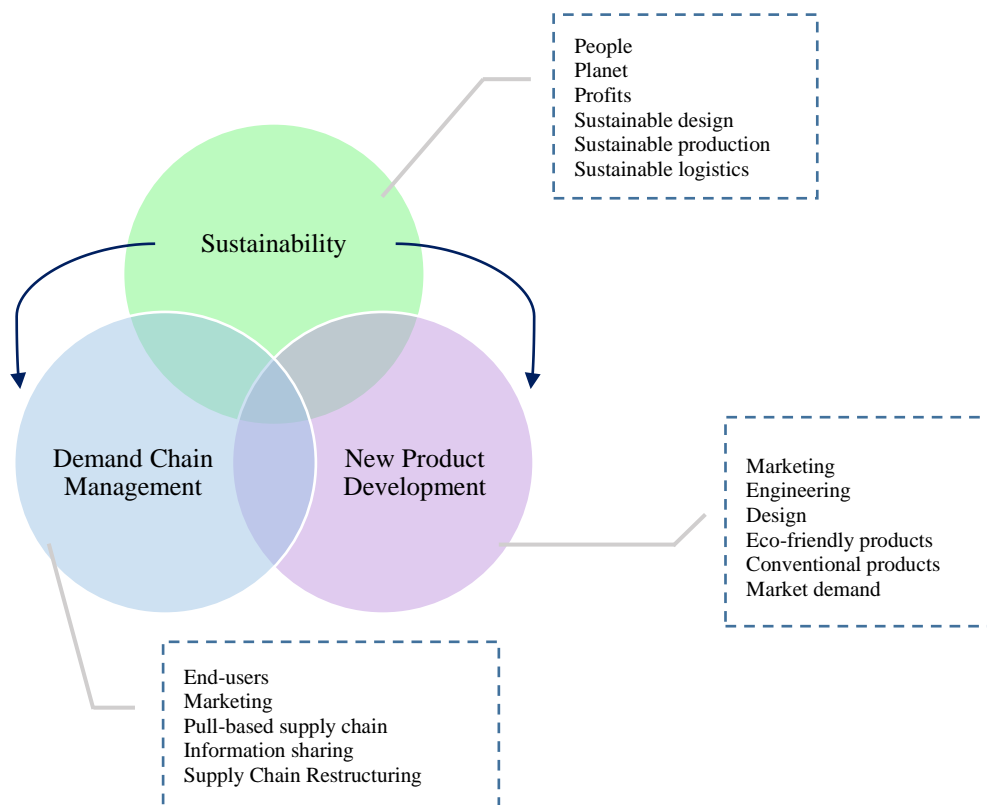 People
Planet
Profits
Sustainable design
Sustainable production
Sustainable logistics
Sustainability
Demand Chain
Management
New Product
Development
Marketing
Engineering
Design
Eco-friendly products
Conventional products
Market demand
End-users
Marketing
Pull-based supply chain
Information sharing
Supply Chain Restructuring